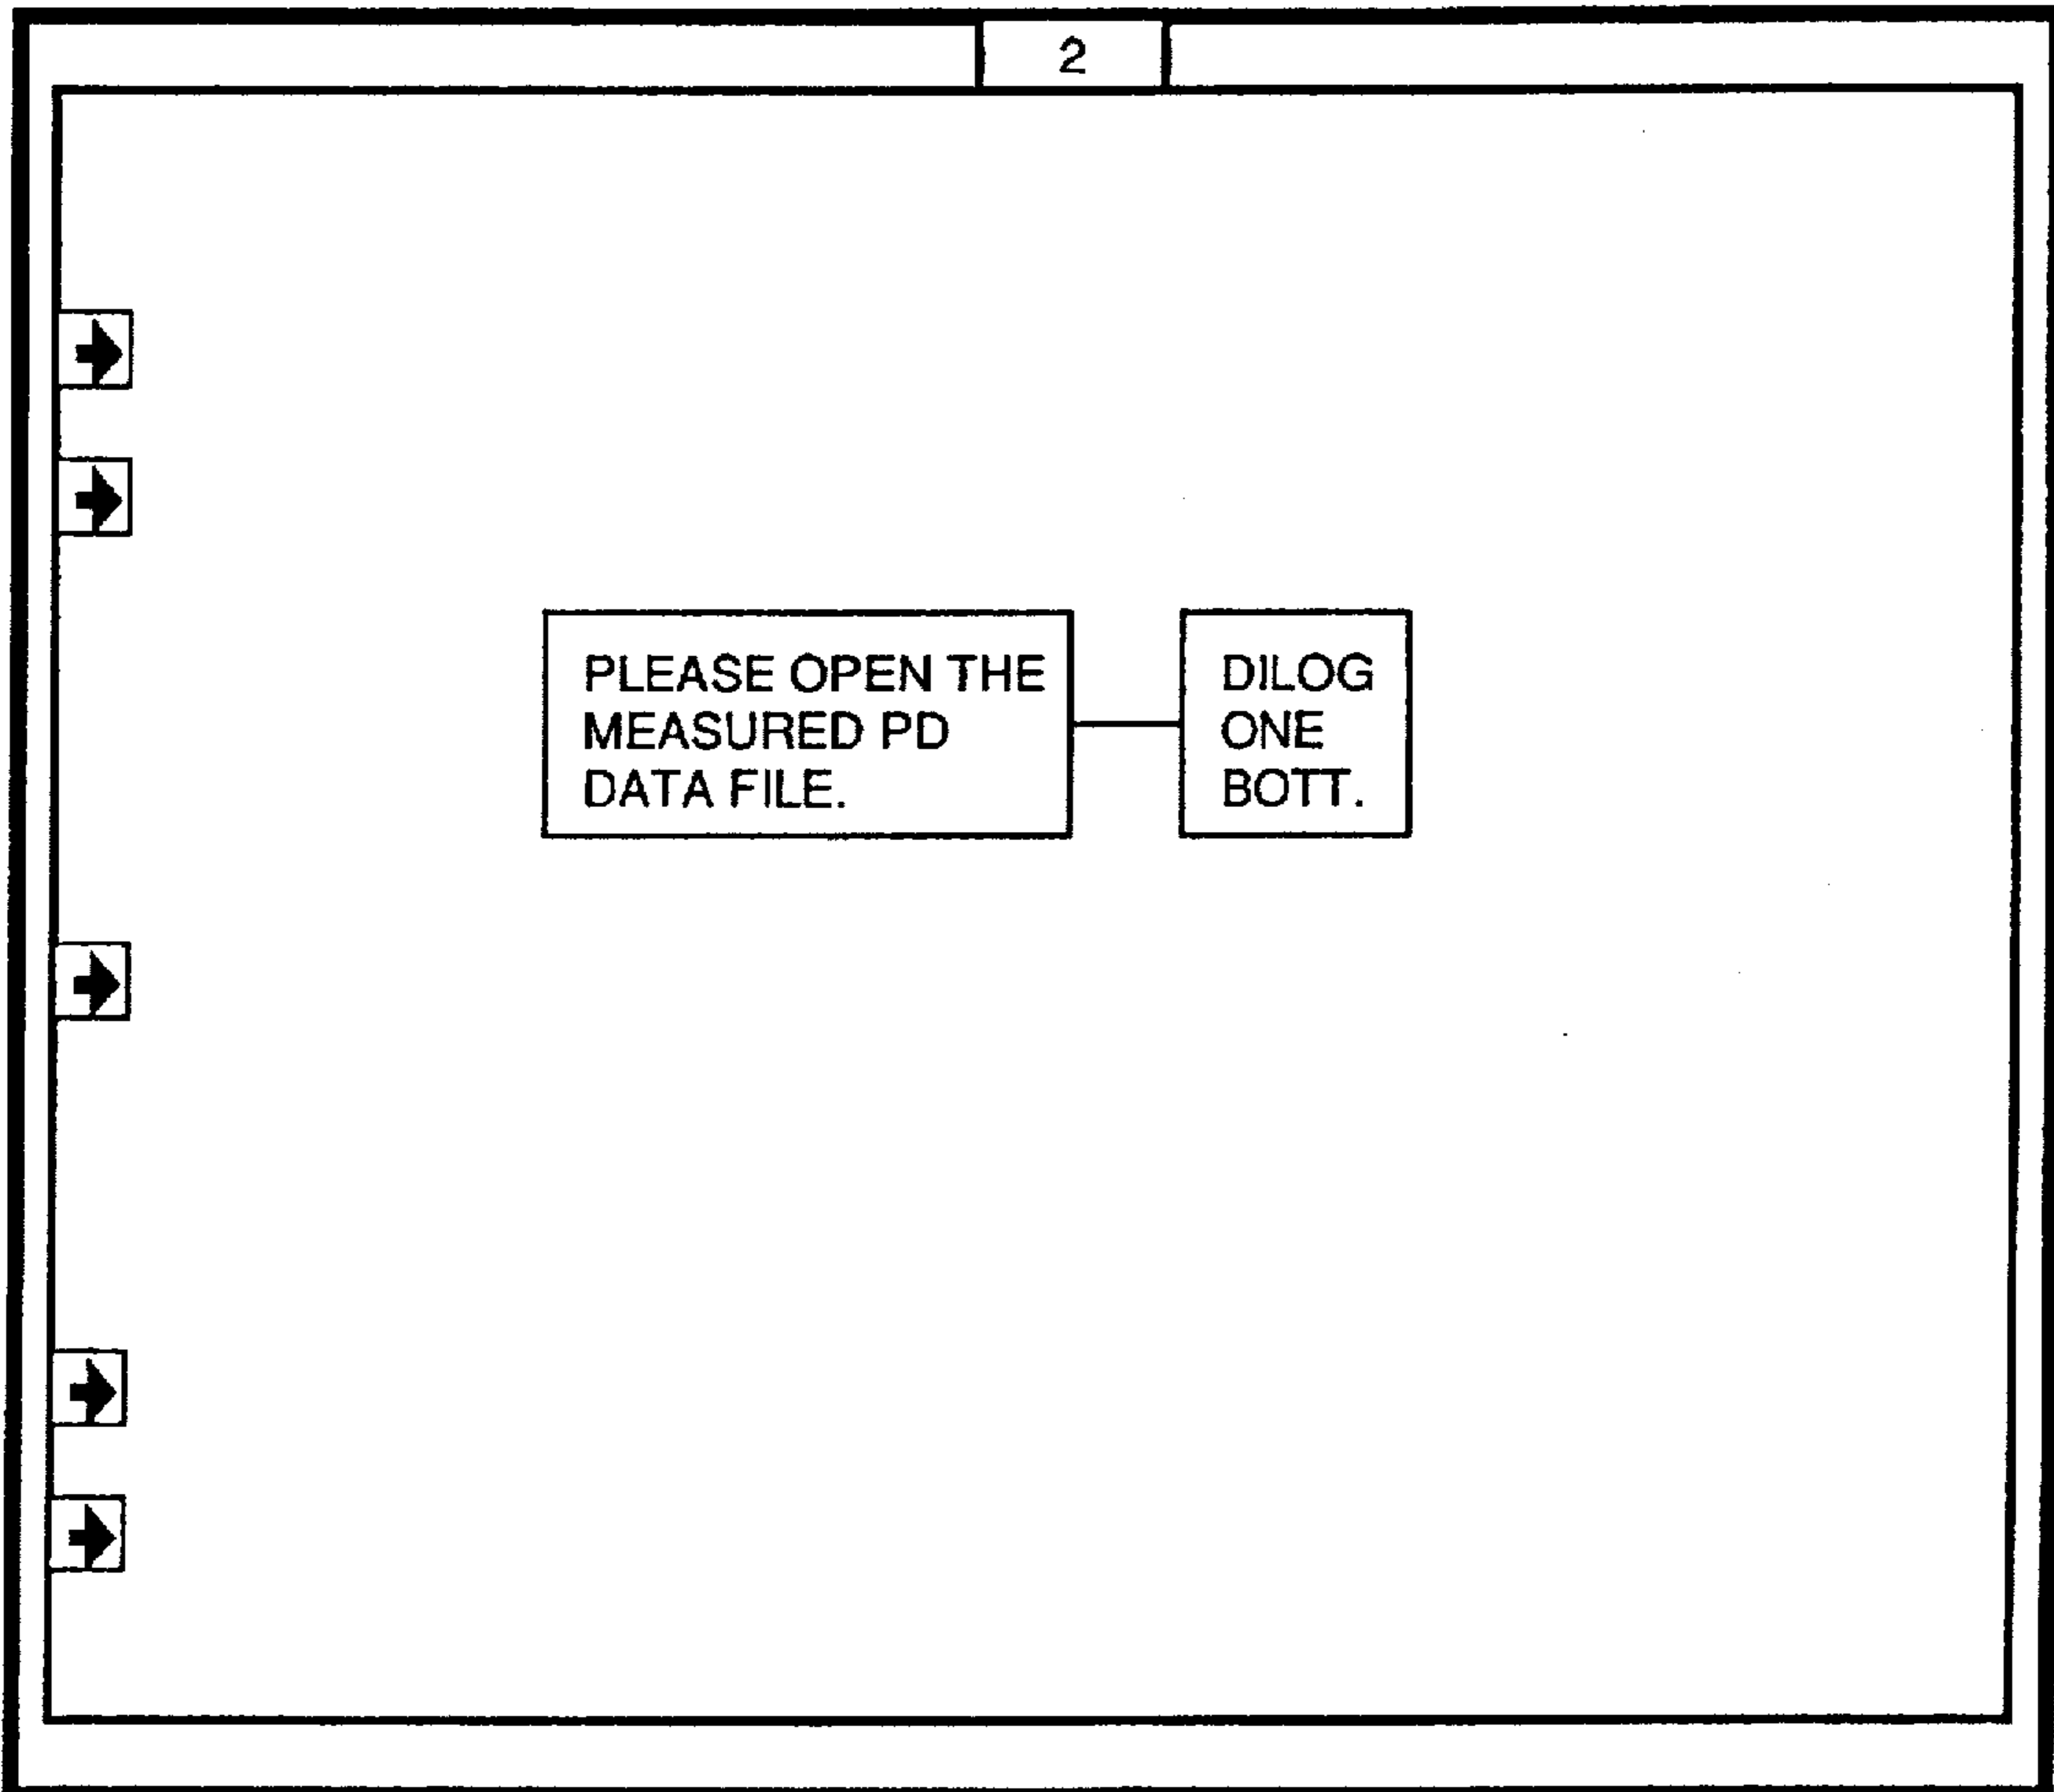 2
PLEASE OPEN THE
MEASURED PD
DATA FILE.
DILOG
ONE
BOTT.